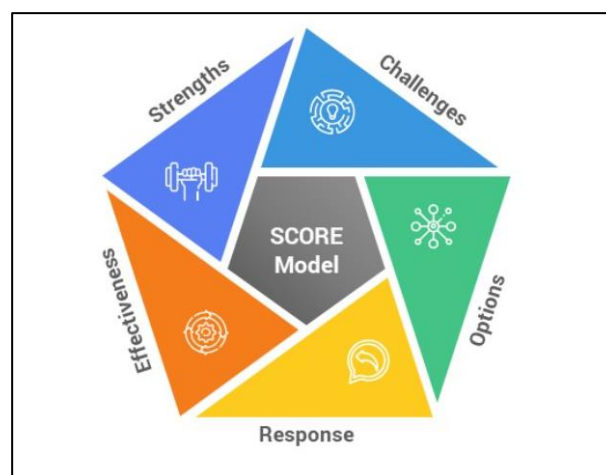 Strengths
Challenges
SCORE
Model
Options
Response
Effectiveness